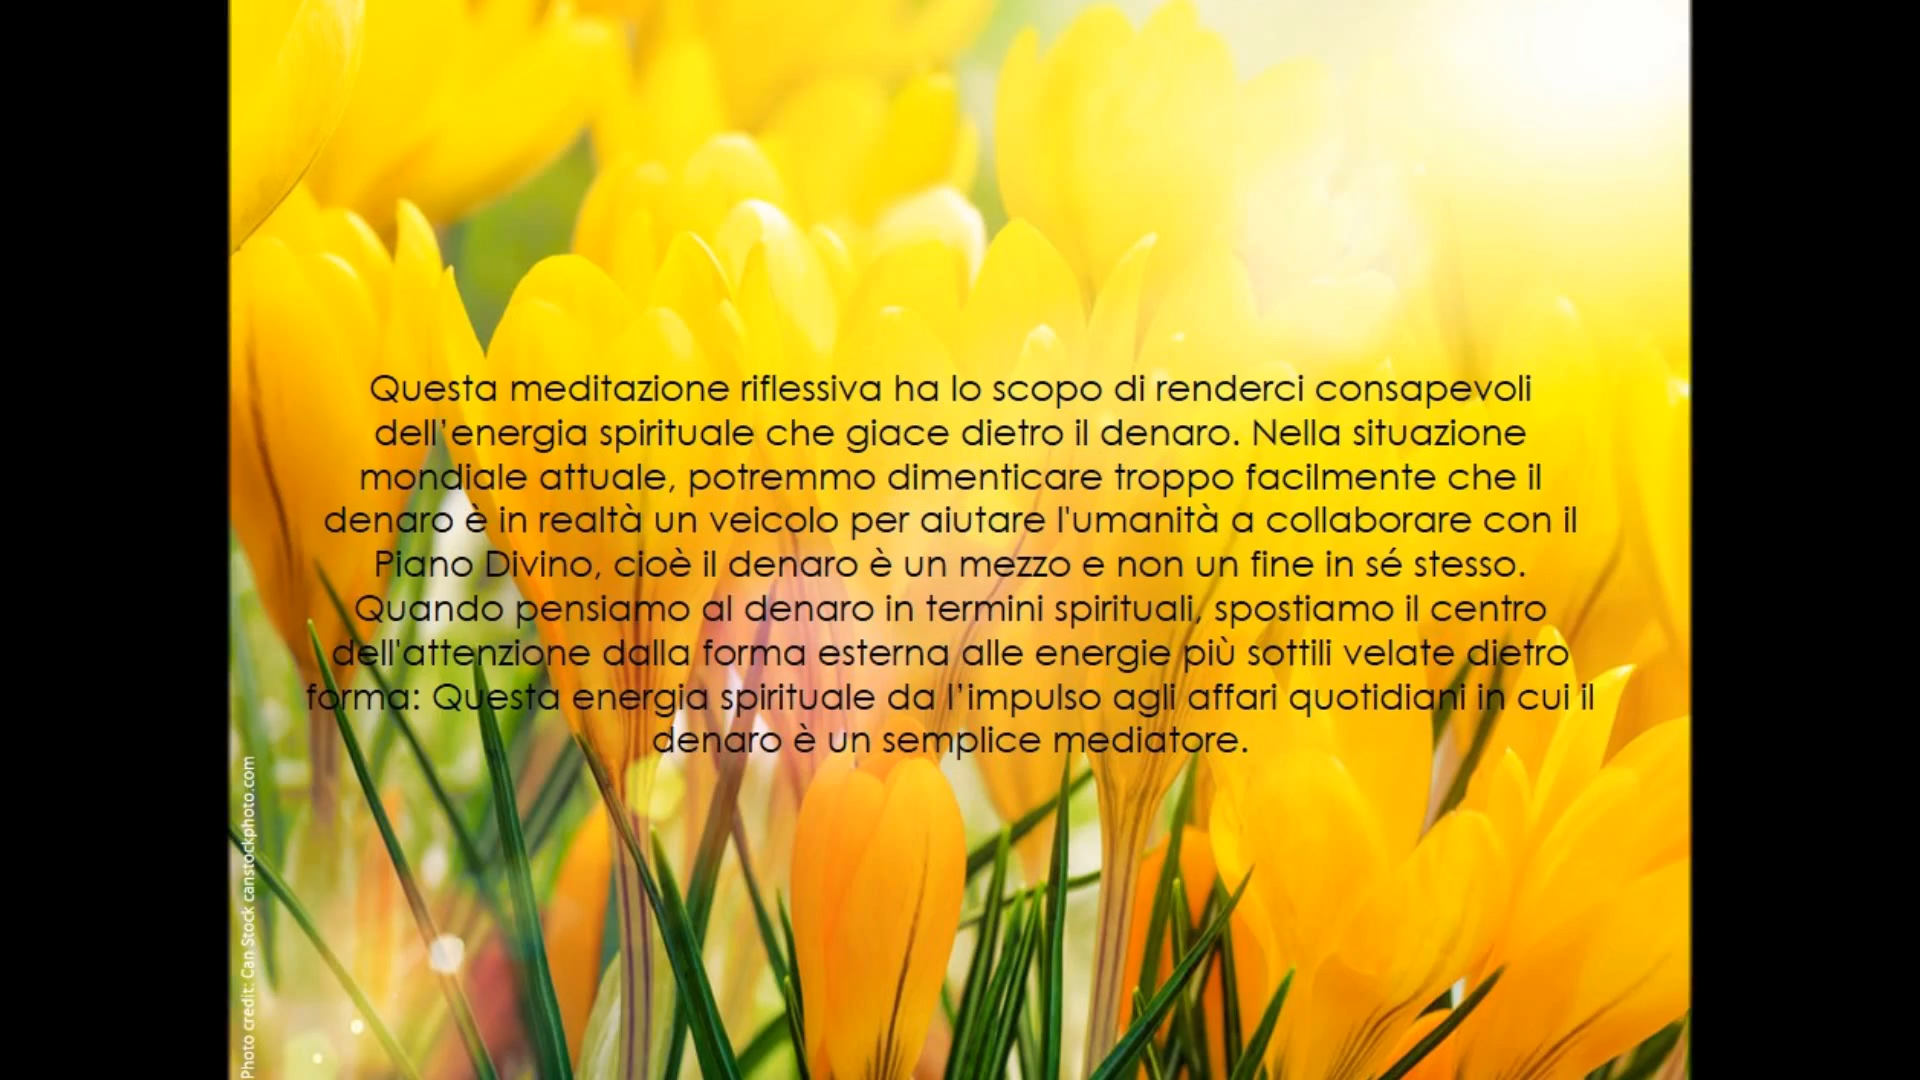 Questa meditazione riflessiva ha lo scopo di renderci consapevoli
dell’energia spirituale che giace dietro il denaro. Nella situazione
mondiale attuale, potremmo dimenticare troppo facilmente che il
denaro è in realtà un veicolo per aiutare l'umanità a collaborare con il
Piano Divino, cioè il denaro è un mezzo e non un fine in sé stesso.
Quando pensiamo al denaro in termini spirituali, spostiamo il centro
dell'attenzione dalla forma esterna alle energie più sottili velate dietro
forma: Questa energia spirituale da l’impulso agli affari quotidiani in cui il
denaro è un semplice mediatore.
Photo credit: Can Stock canstockphoto.com